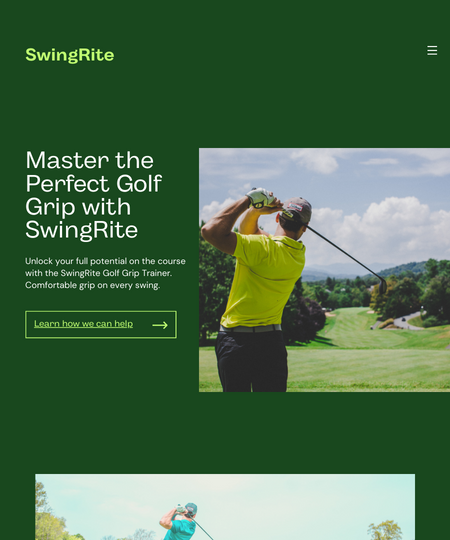 SwingRite
Master the
Perfect Golf
Grip with
SwingRite
Unlock your full potential on the course
with the SwingRite Golf Grip Trainer.
Comfortable grip on every swing.
Learn how we can help